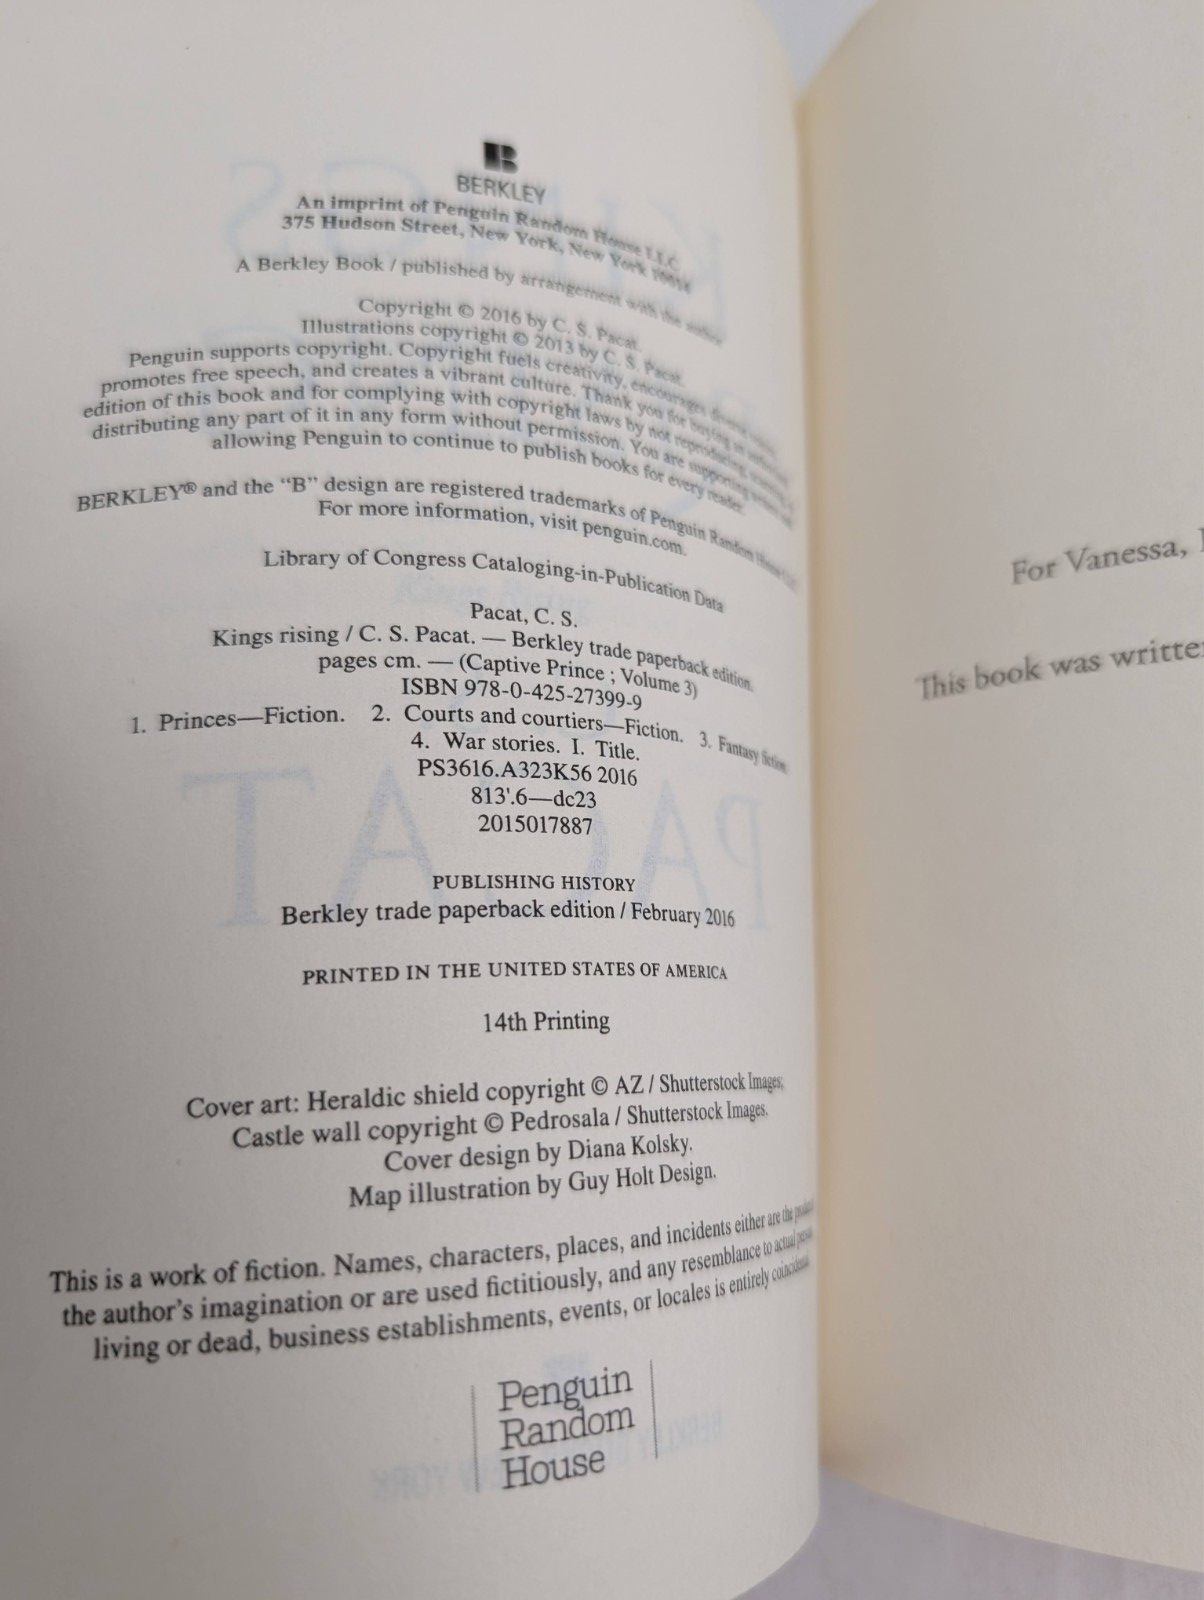 BERKLEY
An imprint of Penguin Random House LLC
375 Hudson Street, New York, New York 10014
A Berkley Book / published by arrangement with the author
Copyright © 2016 by C. S. Pacat.
Illustrations copyright © 2013 by C. S. Pacat.
Penguin supports copyright. Copyright fuels creativity, encourages diverse
promotes free speech, and creates a vibrant culture. Thank you for buying an authorized
edition of this book and for complying with copyright laws by not reproducing, scanning,
distributing any part of it in any form without permission. You are supporting writers and
allowing Penguin to continue to publish books for every reader.
BERKLEY® and the “B” design are registered trademarks of Penguin Random House
For more information, visit penguin.com.
Library of Congress Cataloging-in-Publication Data
Pacat, C. S.
Kings rising / C. S. Pacat. — Berkley trade paperback edition.
pages cm. — (Captive Prince ; Volume 3)
ISBN 978-0-425-27399-9
1. Princes—Fiction. 2. Courts and courtiers—Fiction. 3. Fantasy fiction.
4. War stories. I. Title.
PS3616.A323K56 2016
813'.6—dc23
2015017887
PUBLISHING HISTORY
Berkley trade paperback edition / February 2016
PRINTED IN THE UNITED STATES OF AMERICA
14th Printing
Cover art: Heraldic shield copyright © AZ / Shutterstock Images;
Castle wall copyright © Pedrosala / Shutterstock Images.
Cover design by Diana Kolsky.
Map illustration by Guy Holt Design.
This is a work of fiction. Names, characters, places, and incidents either are the product
the author’s imagination or are used fictitiously, and any resemblance to actual persons
living or dead, business establishments, events, or locales is entirely coincidental
Penguin
Random
House
For Vanessa,
This book was written